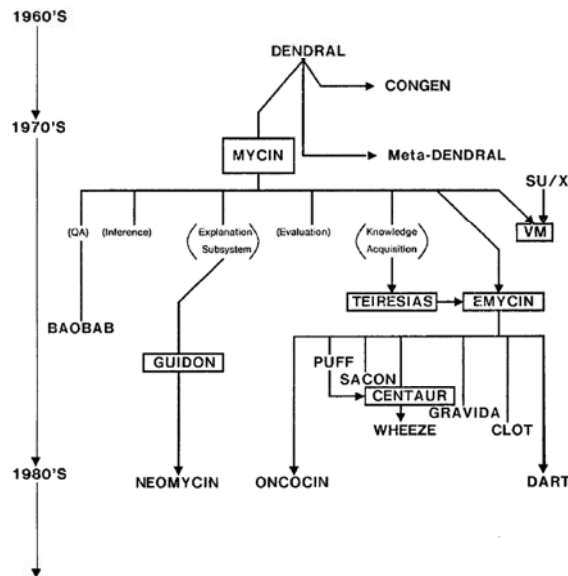 1960'S
DENDRAL
CONGEN
1970'S
MYCIN
Meta-DENDRAL
SU/X
(QA)
(Inference)
(Explanation
Subsystem)
(Evaluation)
(Knowledge
Acquisition)
VM
TEIRESIAS
EMYCIN
BAOBAB
GUIDON
PUFF
SACON
CENTAUR
GRAVIDA
WHEEZE
CLOT
1980'S
NEOMYCIN
ONCOCIN
DART